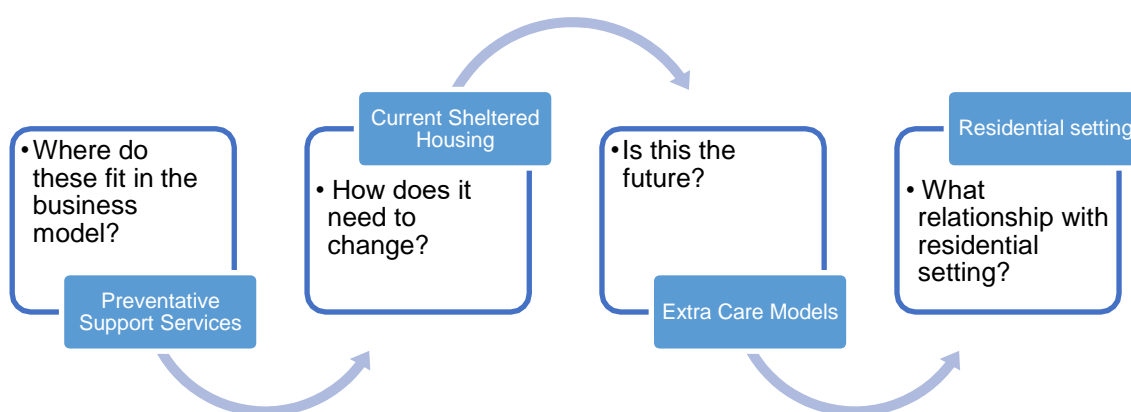 •Where do
these fit in the
business
model?
Preventative
Support Services
Current Sheltered
Housing
• How does it
need to
change?
•Is this the
future?
Extra Care Models
Residential setting
• What
relationship with
residential
setting?